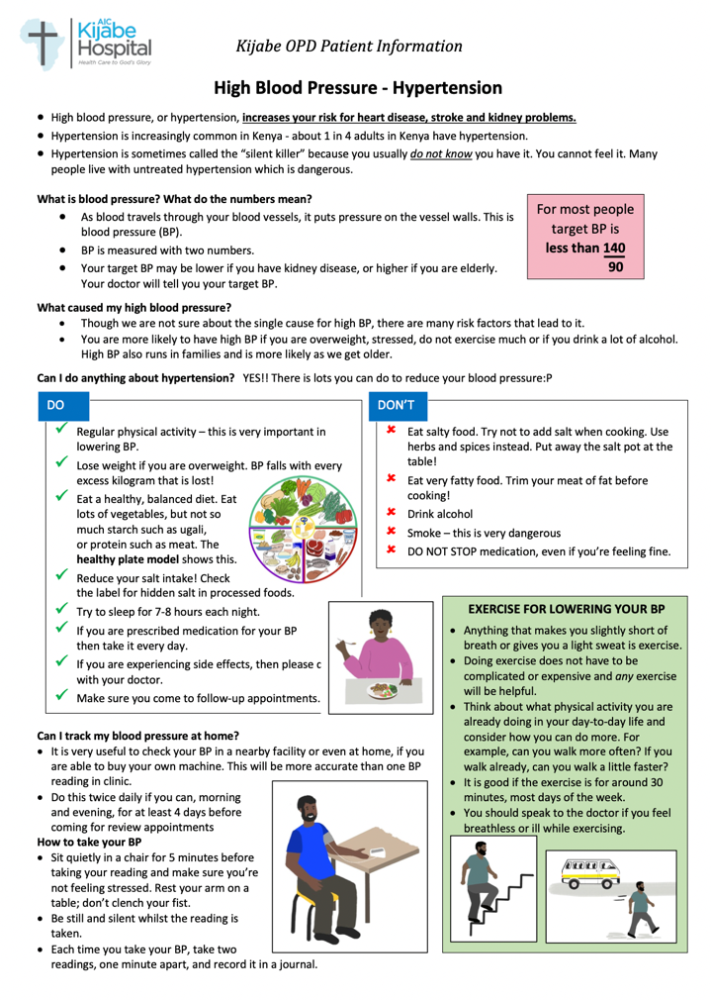 AIC
Kijabe
Hospital
Health Care to God's Glory
Kijabe OPD Patient Information
High Blood Pressure - Hypertension
• High blood pressure, or hypertension, increases your risk for heart disease, stroke and kidney problems.
• Hypertension is increasingly common in Kenya - about 1 in 4 adults in Kenya have hypertension.
• Hypertension is sometimes called the “silent killer” because you usually do not know you have it. You cannot feel it. Many
people live with untreated hypertension which is dangerous.
What is blood pressure? What do the numbers mean?
• As blood travels through your blood vessels, it puts pressure on the vessel walls. This is
blood pressure (BP).
• BP is measured with two numbers.
• Your target BP may be lower if you have kidney disease, or higher if you are elderly.
Your doctor will tell you your target BP.
For most people
target BP is
less than 140
90
What caused my high blood pressure?
• Though we are not sure about the single cause for high BP, there are many risk factors that lead to it.
• You are more likely to have high BP if you are overweight, stressed, do not exercise much or if you drink a lot of alcohol.
High BP also runs in families and is more likely as we get older.
Can I do anything about hypertension? YES!! There is lots you can do to reduce your blood pressure:P
DO
✓ Regular physical activity – this is very important in
lowering BP.
✓ Lose weight if you are overweight. BP falls with every
excess kilogram that is lost!
✓ Eat a healthy, balanced diet. Eat
lots of vegetables, but not so
much starch such as ugali,
or protein such as meat. The
healthy plate model shows this.
✓ Reduce your salt intake! Check
the label for hidden salt in processed foods.
✓ Try to sleep for 7-8 hours each night.
✓ If you are prescribed medication for your BP
then take it every day.
✓ If you are experiencing side effects, then please c
with your doctor.
✓ Make sure you come to follow-up appointments.
DON'T
✘ Eat salty food. Try not to add salt when cooking. Use
herbs and spices instead. Put away the salt pot at the
table!
✘ Eat very fatty food. Trim your meat of fat before
cooking!
✘ Drink alcohol
✘ Smoke – this is very dangerous
✘ DO NOT STOP medication, even if you're feeling fine.
EXERCISE FOR LOWERING YOUR BP
• Anything that makes you slightly short of
breath or gives you a light sweat is exercise.
• Doing exercise does not have to be
complicated or expensive and any exercise
will be helpful.
• Think about what physical activity you are
already doing in your day-to-day life and
consider how you can do more. For
example, can you walk more often? If you
walk already, can you walk a little faster?
• It is good if the exercise is for around 30
minutes, most days of the week.
• You should speak to the doctor if you feel
breathless or ill while exercising.
Can I track my blood pressure at home?
• It is very useful to check your BP in a nearby facility or even at home, if you
are able to buy your own machine. This will be more accurate than one BP
reading in clinic.
• Do this twice daily if you can, morning
and evening, for at least 4 days before
coming for review appointments
How to take your BP
• Sit quietly in a chair for 5 minutes before
taking your reading and make sure you're
not feeling stressed. Rest your arm on a
table; don't clench your fist.
• Be still and silent whilst the reading is
taken.
• Each time you take your BP, take two
readings, one minute apart, and record it in a journal.